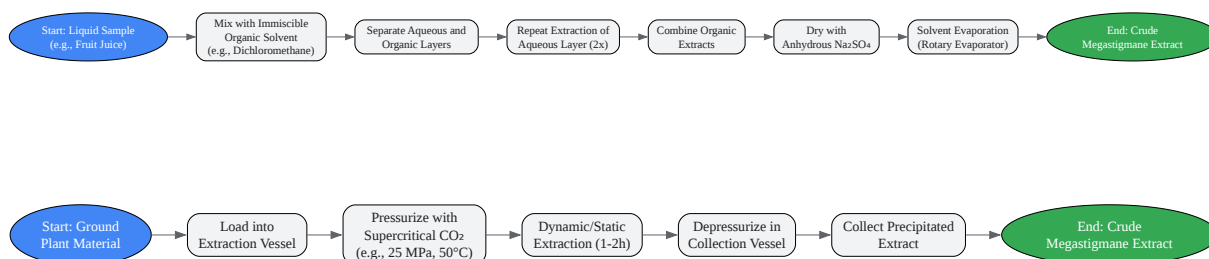 Start: Liquid Sample
(e.g., Fruit Juice)
Mix with Immiscible
Organic Solvent
(e.g., Dichloromethane)
Separate Aqueous and
Organic Layers
Repeat Extraction of
Aqueous Layer (2x)
Combine Organic
Extracts
Dry with
Anhydrous Na₂SO₄
Solvent Evaporation
(Rotary Evaporator)
End: Crude
Megastigmane Extract
Start: Ground
Plant Material
Load into
Extraction Vessel
Pressurize with
Supercritical CO₂
(e.g., 25 MPa, 50°C)
Dynamic/Static
Extraction (1-2h)
Depressurize in
Collection Vessel
Collect Precipitated
Extract
End: Crude
Megastigmane Extract